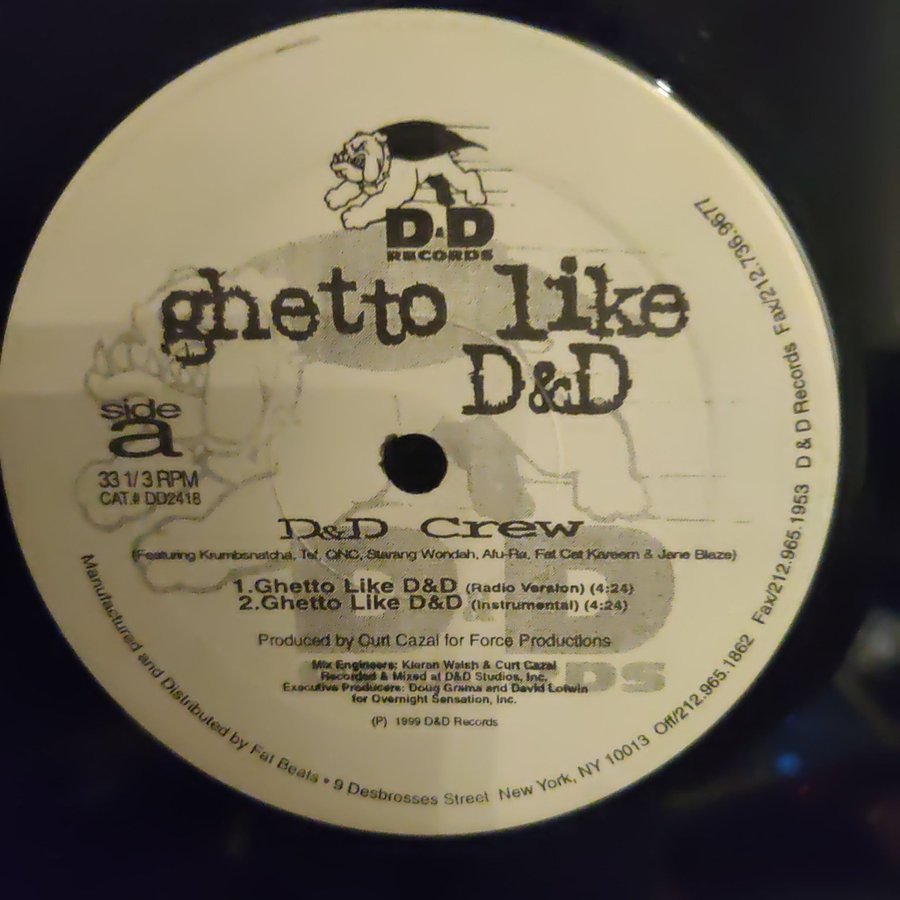 D&D
RECORDS
ghetto like
D&D
side
a
33 1/3 RPM
CAT.# DD2418
D&D Crew
(Featuring Krumbsnatcha, Tef, QNC, Starang Wondah, Afu-Ra, Fat Cat Kareem & Jane Blaze)
1.Ghetto Like D&D (Radio Version) (4:24)
2.Ghetto Like D&D (Instrumental) (4:24)
Produced by Curt Cazal for Force Productions
Mix Engineers: Kieran Walsh & Curt Cazal
Recorded & Mixed at D&D Studios, Inc.
Executive Producers: Doug Grama and David Lotwin
for Overnight Sensation, Inc.
(P) 1999 D&D Records
Manufactured and Distributed by Fat Beats • 9 Desbrosses Street New York, NY 10013 Off/212.965.1862 Fax/212.965.1953 D & D Records Fax/212.736.9677